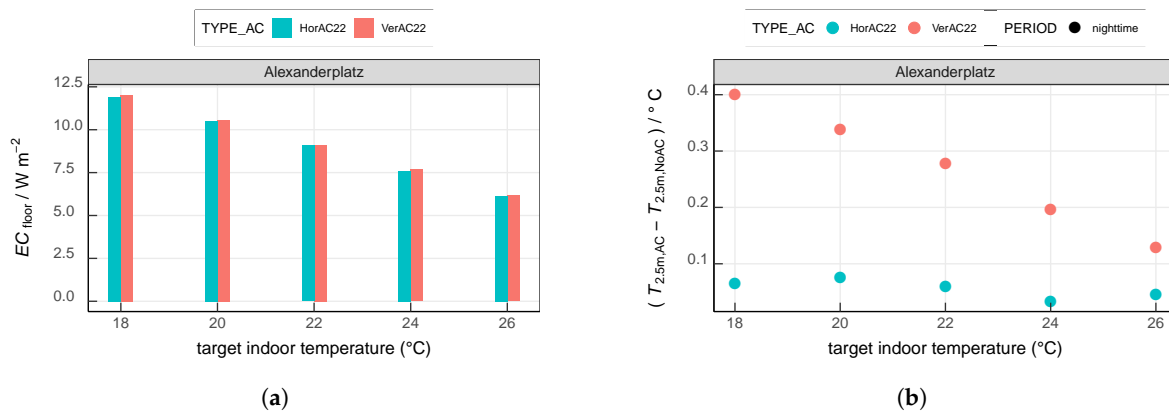 TYPE_AC HorAC22 VerAC22
Alexanderplatz
EC floor / W m−2
12.5
10.0
7.5
5.0
2.5
0.0
18 20 22 24 26
target indoor temperature (°C)
(a)
TYPE_AC HorAC22 VerAC22 PERIOD nighttime
Alexanderplatz
( T 2.5m,AC − T 2.5m,NoAC ) / ° C
0.4
0.3
0.2
0.1
18 20 22 24 26
target indoor temperature (°C)
(b)